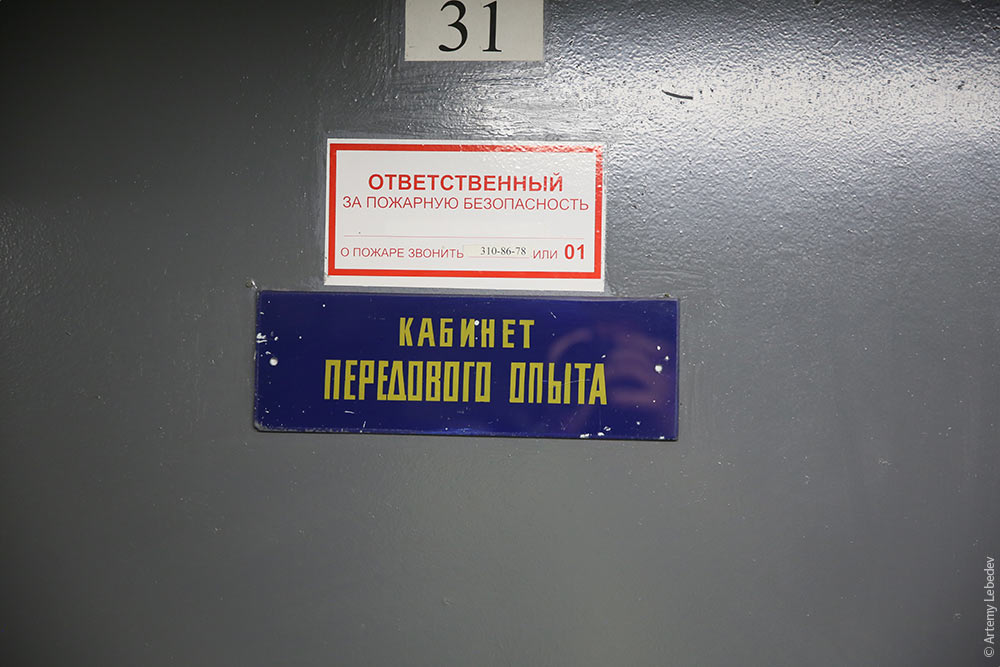 31
ОТВЕТСТВЕННЫЙ
ЗА ПОЖАРНУЮ БЕЗОПАСНОСТЬ
О ПОЖАРЕ ЗВОНИТЬ 310-86-78 ИЛИ 01
КАБИНЕТ
ПЕРЕДОВОГО ОПЫТА
© Artemy Lebedev